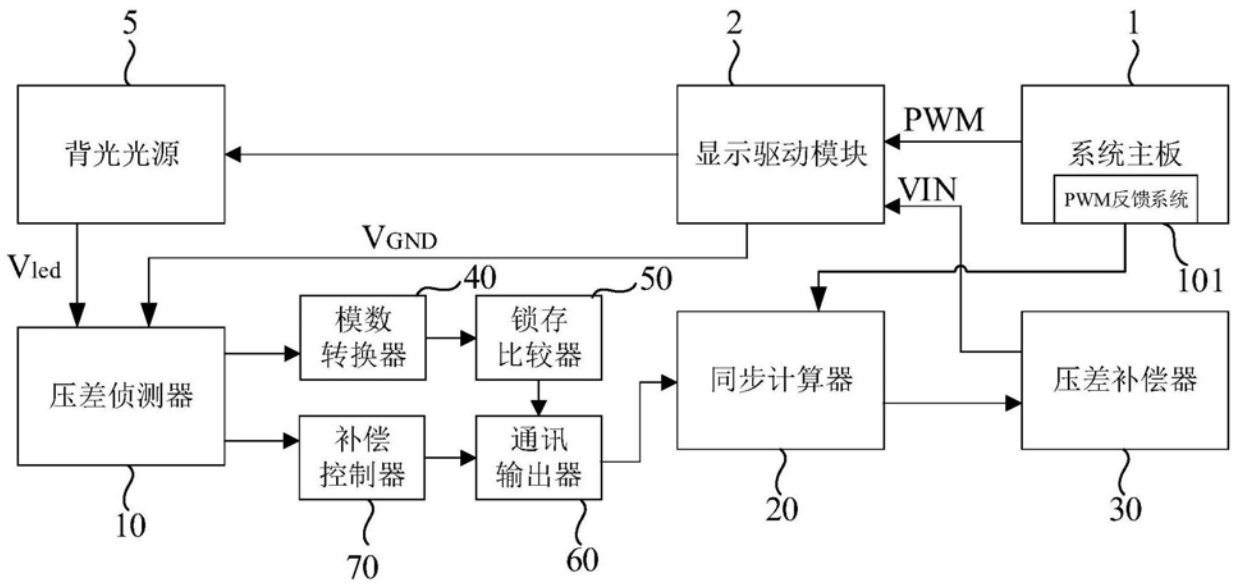 5
2
1
背光光源
显示驱动模块
PWM
系统主板
PWM反馈系统
VIN
VGND
Vled
101
40
50
模数
转换器
锁存
比较器
压差侦测器
同步计算器
压差补偿器
补偿
控制器
通讯
输出器
10
70
60
20
30